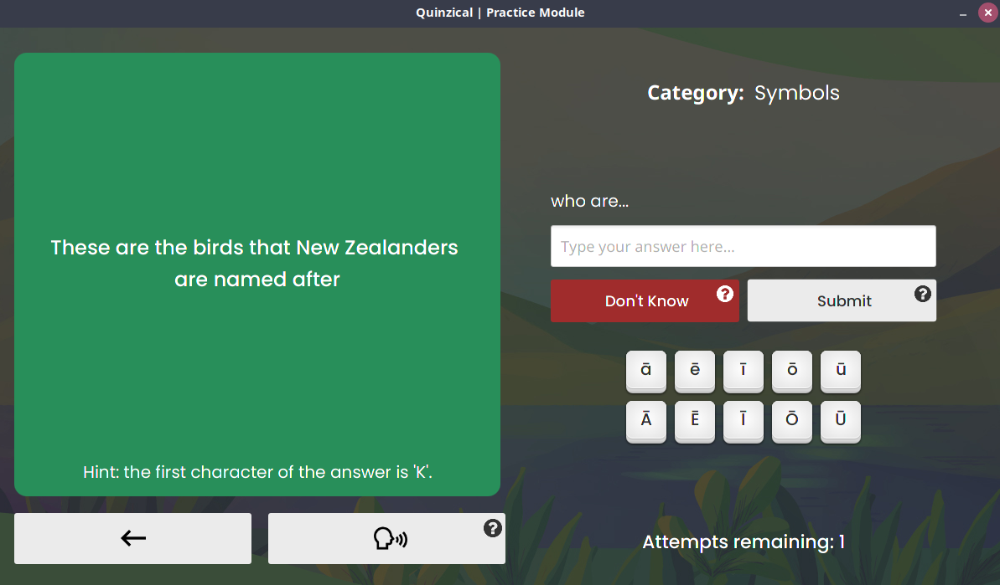 Quinzical | Practice Module
These are the birds that New Zealanders
are named after
Hint: the first character of the answer is 'K'.
Category: Symbols
who are...
Type your answer here...
Don't Know ?
Submit ?
ā ē ī ō ū
Ā Ē Ī Ō Ū
?
Attempts remaining: 1